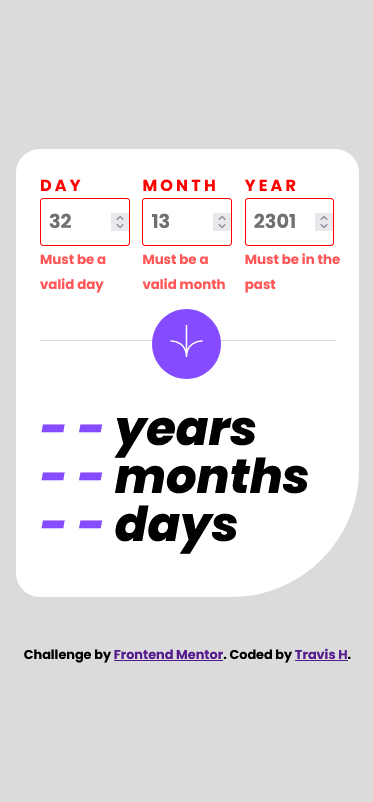 DAY MONTH YEAR
32 13 2301
Must be a valid day
Must be a valid month
Must be in the past
-- years
-- months
-- days
Challenge by Frontend Mentor. Coded by Travis H.